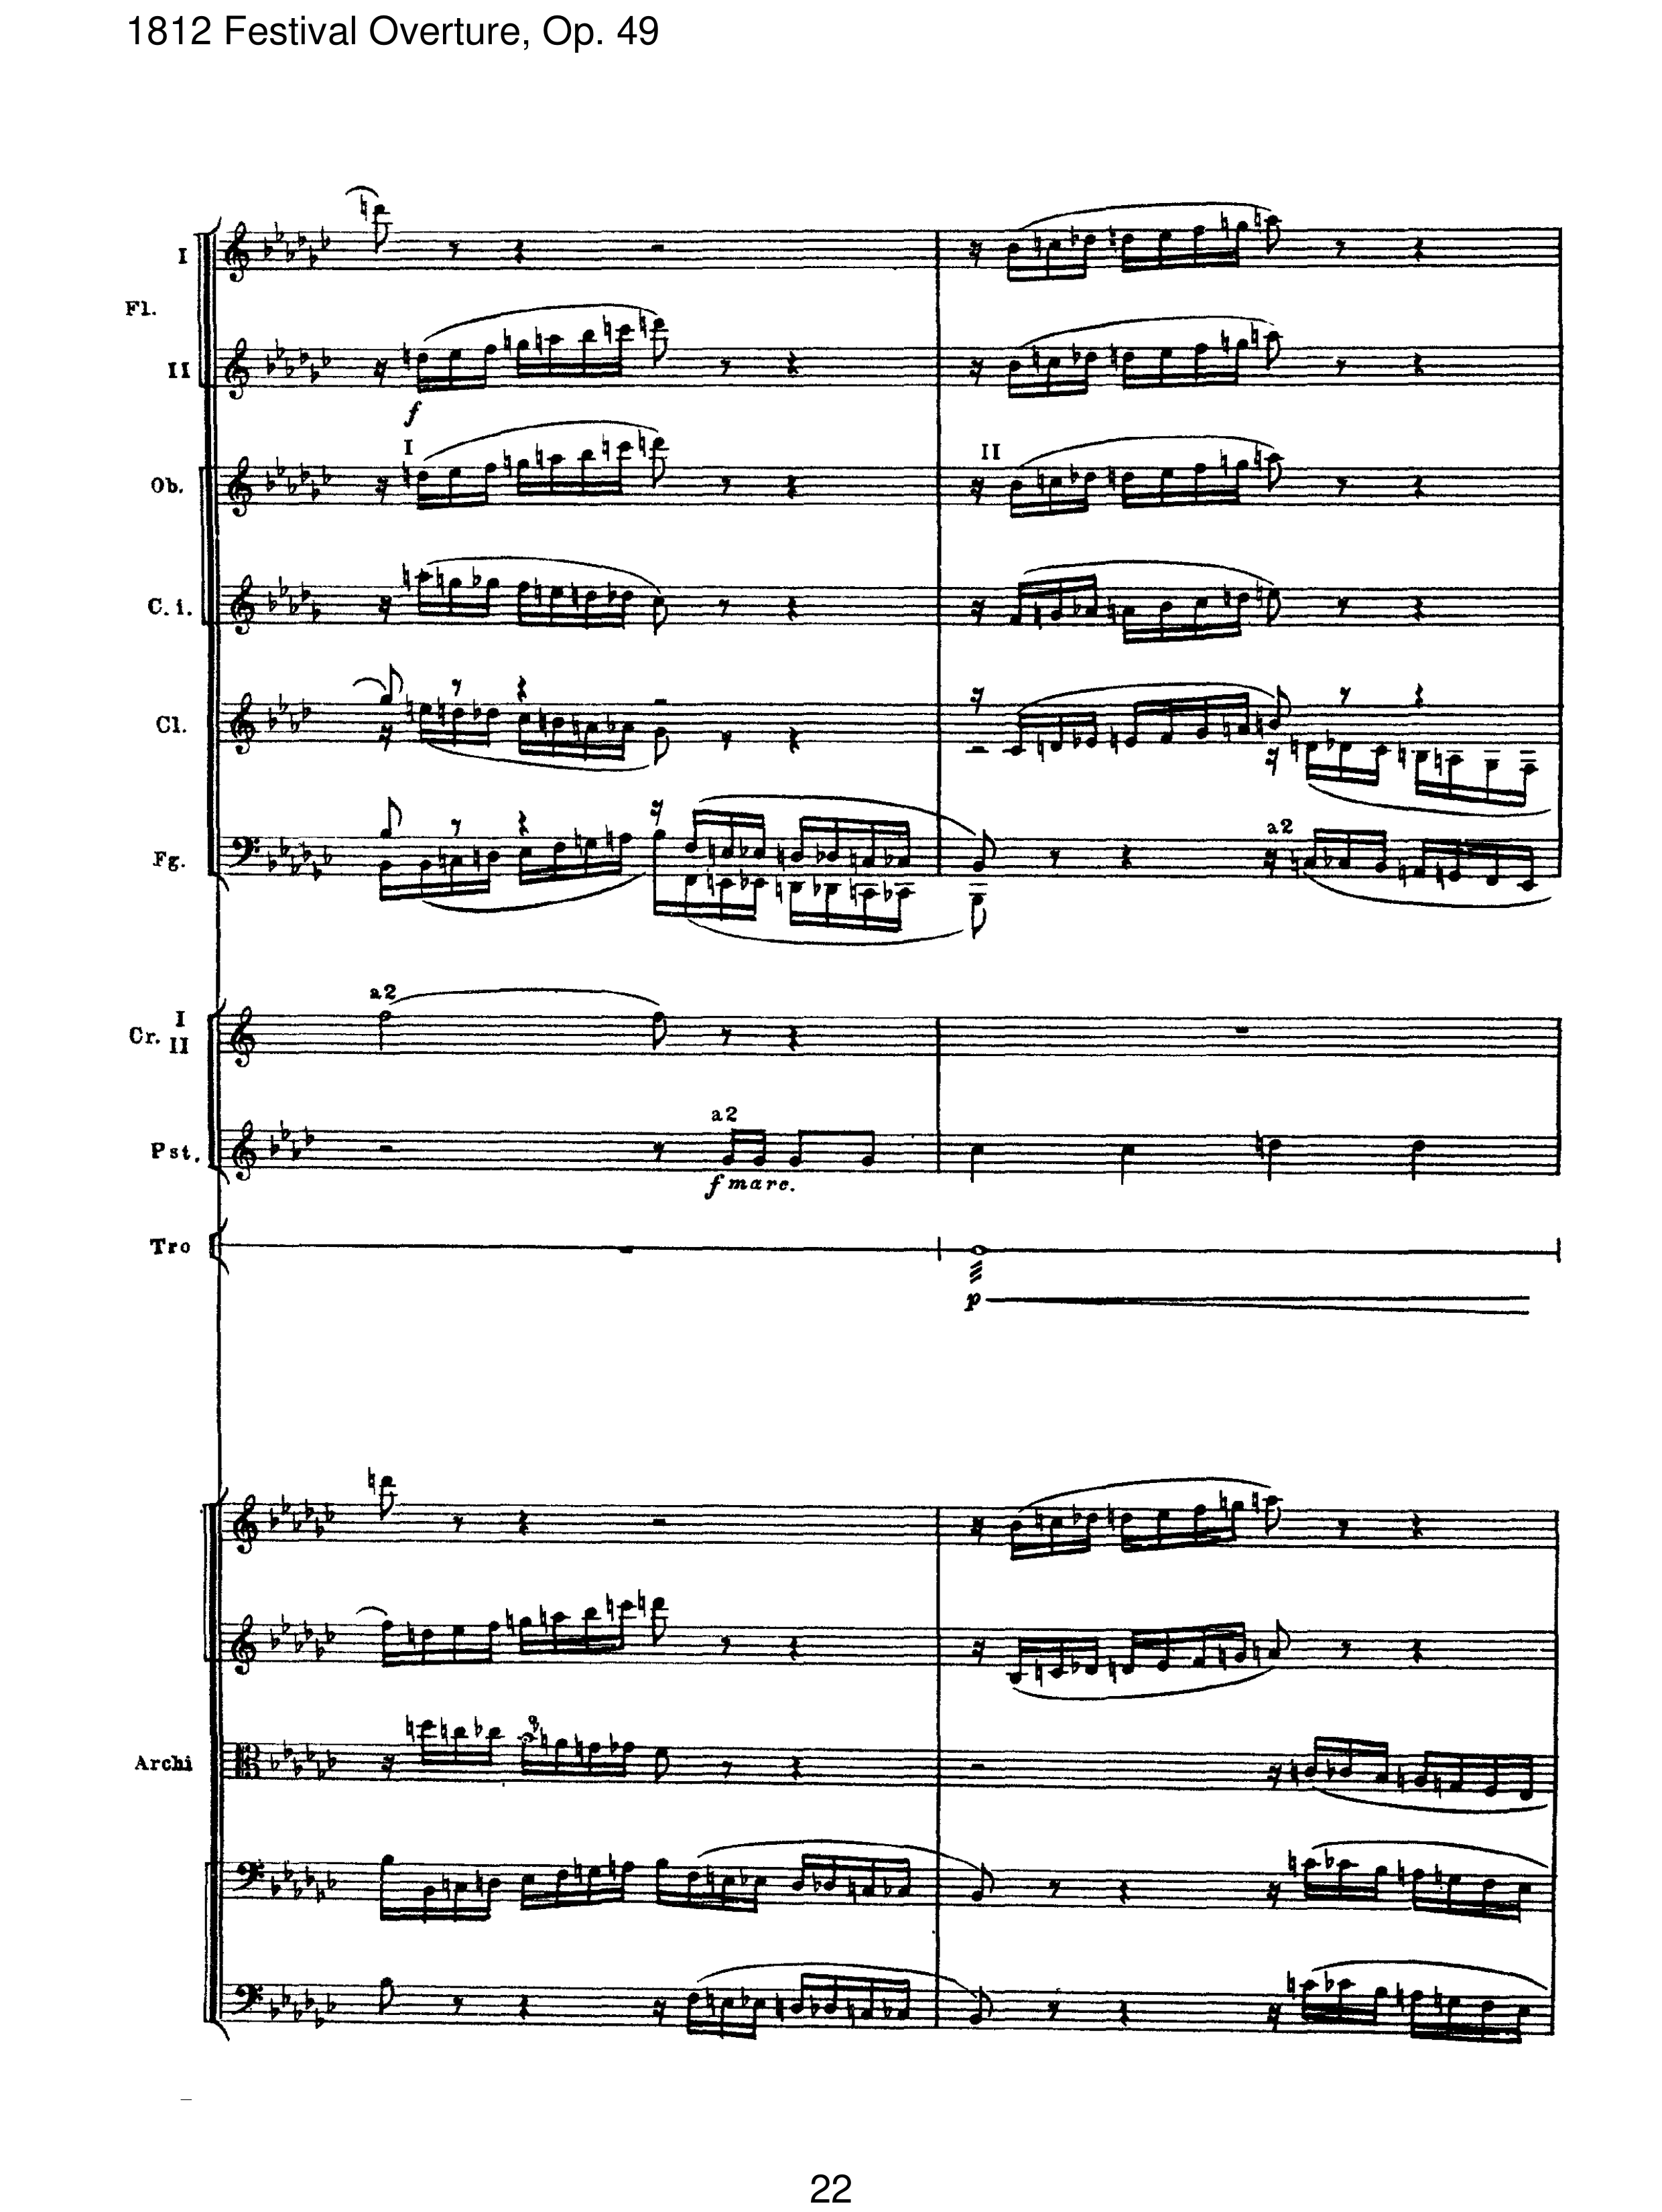 1812 Festival Overture, Op. 49
I
Fl.
II
f
I
II
Ob.
C. i.
Cl.
a2
Fg.
a2
I
Cr.
II
a2
Pst.
f marc.
Tro
p
3
Archi
22